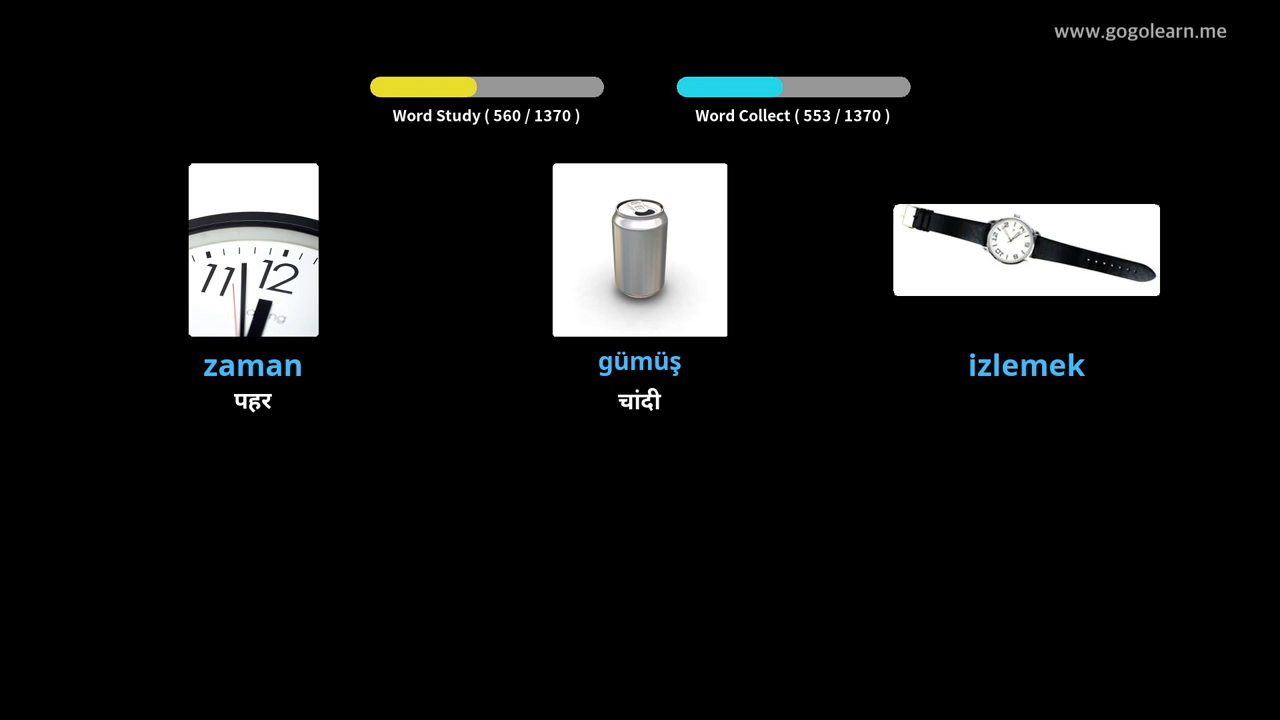 www.gogolearn.me
Word Study ( 560 / 1370 )
Word Collect ( 553 / 1370 )
11 12
zaman
gümüş
izlemek
पहर
चांदी